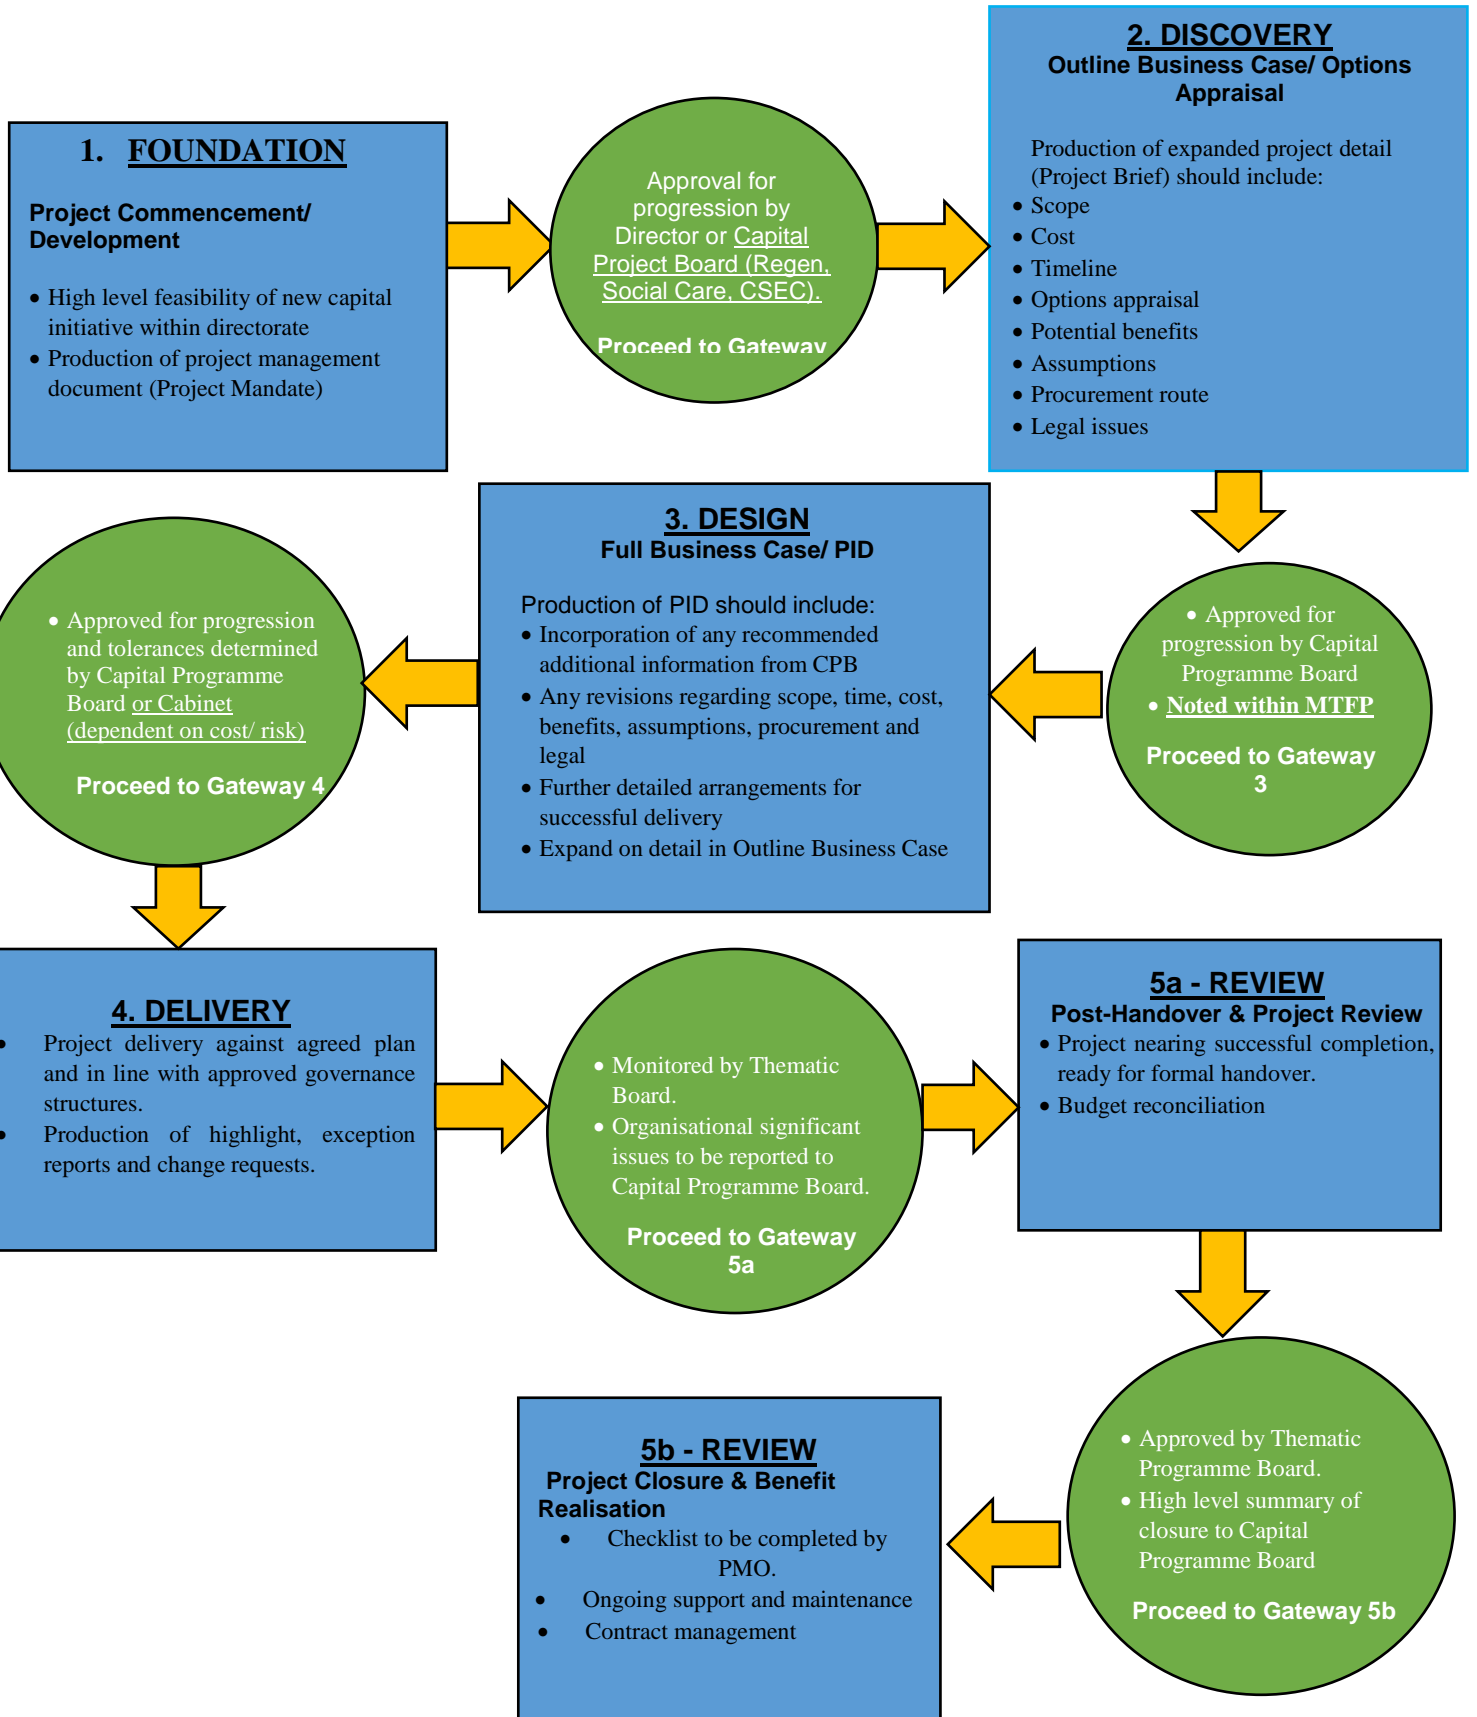 1. FOUNDATION
Project Commencement/
Development
• High level feasibility of new capital
initiative within directorate
• Production of project management
document (Project Mandate)
Approval for
progression by
Director or Capital
Project Board (Regen,
Social Care, CSEC).
Proceed to Gateway
2. DISCOVERY
Outline Business Case/ Options
Appraisal
Production of expanded project detail
(Project Brief) should include:
• Scope
• Cost
• Timeline
• Options appraisal
• Potential benefits
• Assumptions
• Procurement route
• Legal issues
• Approved for
progression by Capital
Programme Board
• Noted within MTFP
Proceed to Gateway
3
3. DESIGN
Full Business Case/ PID
Production of PID should include:
• Incorporation of any recommended
additional information from CPB
• Any revisions regarding scope, time, cost,
benefits, assumptions, procurement and
legal
• Further detailed arrangements for
successful delivery
• Expand on detail in Outline Business Case
• Approved for progression
and tolerances determined
by Capital Programme
Board or Cabinet
(dependent on cost/ risk)
Proceed to Gateway 4
4. DELIVERY
• Project delivery against agreed plan
and in line with approved governance
structures.
• Production of highlight, exception
reports and change requests.
• Monitored by Thematic
Board.
• Organisational significant
issues to be reported to
Capital Programme Board.
Proceed to Gateway
5a
5a - REVIEW
Post-Handover & Project Review
• Project nearing successful completion,
ready for formal handover.
• Budget reconciliation
• Approved by Thematic
Programme Board.
• High level summary of
closure to Capital
Programme Board
Proceed to Gateway 5b
5b - REVIEW
Project Closure & Benefit
Realisation
• Checklist to be completed by
PMO.
• Ongoing support and maintenance
• Contract management